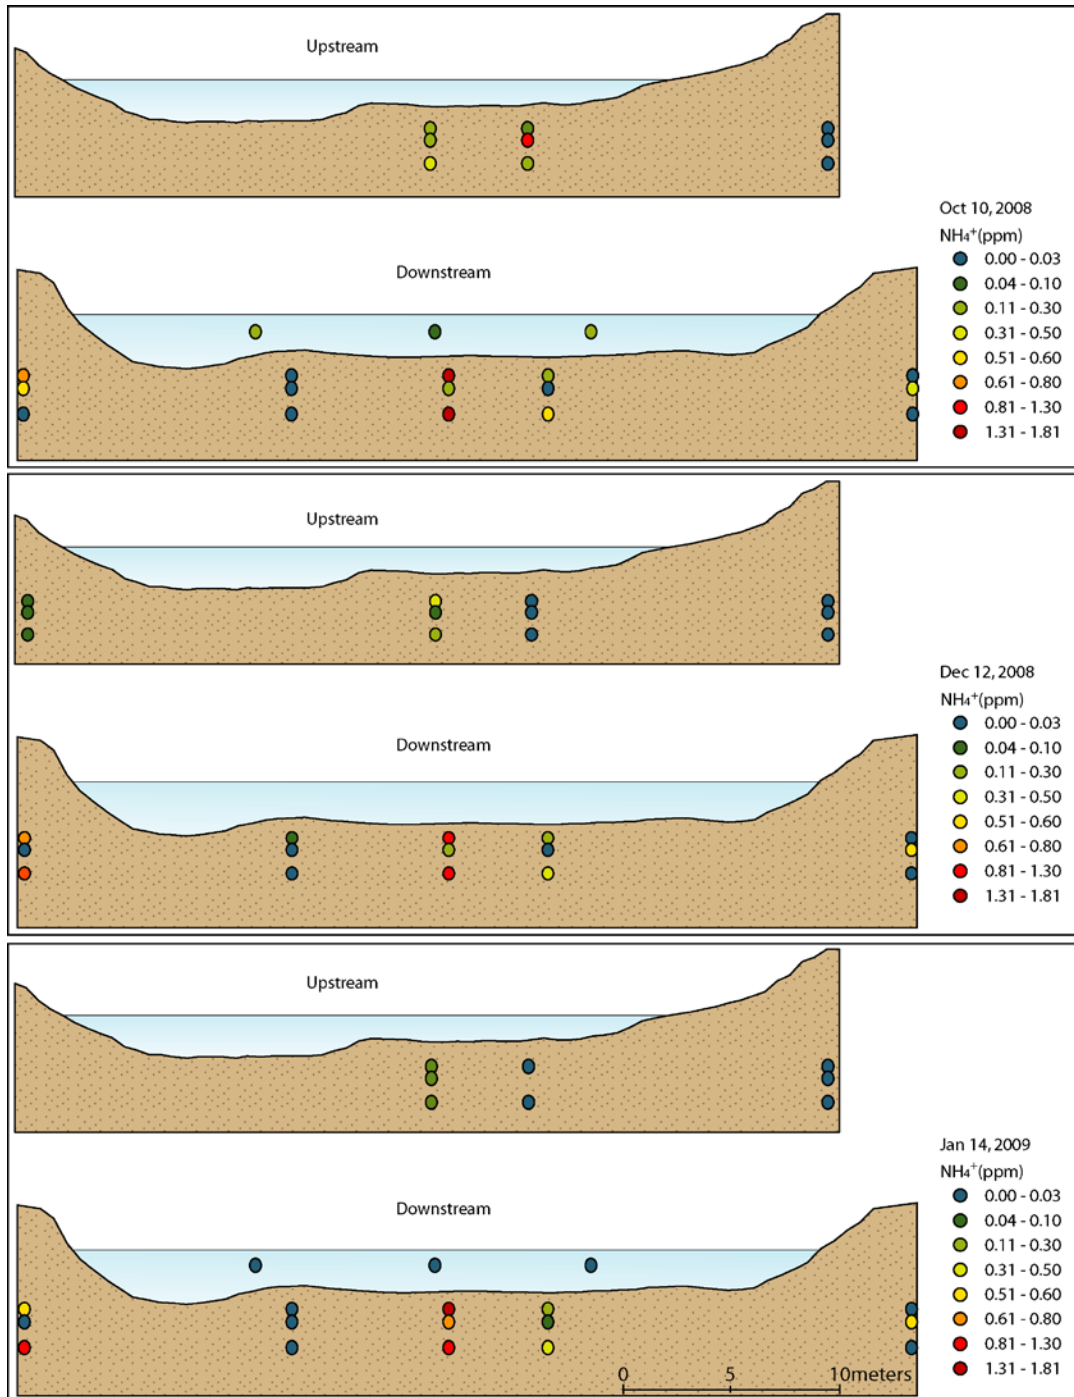 Upstream
Downstream
Oct 10, 2008
NH₄⁺(ppm)
0.00 - 0.03
0.04 - 0.10
0.11 - 0.30
0.31 - 0.50
0.51 - 0.60
0.61 - 0.80
0.81 - 1.30
1.31 - 1.81
Upstream
Downstream
Dec 12, 2008
NH₄⁺(ppm)
0.00 - 0.03
0.04 - 0.10
0.11 - 0.30
0.31 - 0.50
0.51 - 0.60
0.61 - 0.80
0.81 - 1.30
1.31 - 1.81
Upstream
Downstream
Jan 14, 2009
NH₄⁺(ppm)
0.00 - 0.03
0.04 - 0.10
0.11 - 0.30
0.31 - 0.50
0.51 - 0.60
0.61 - 0.80
0.81 - 1.30
1.31 - 1.81
0 5 10meters